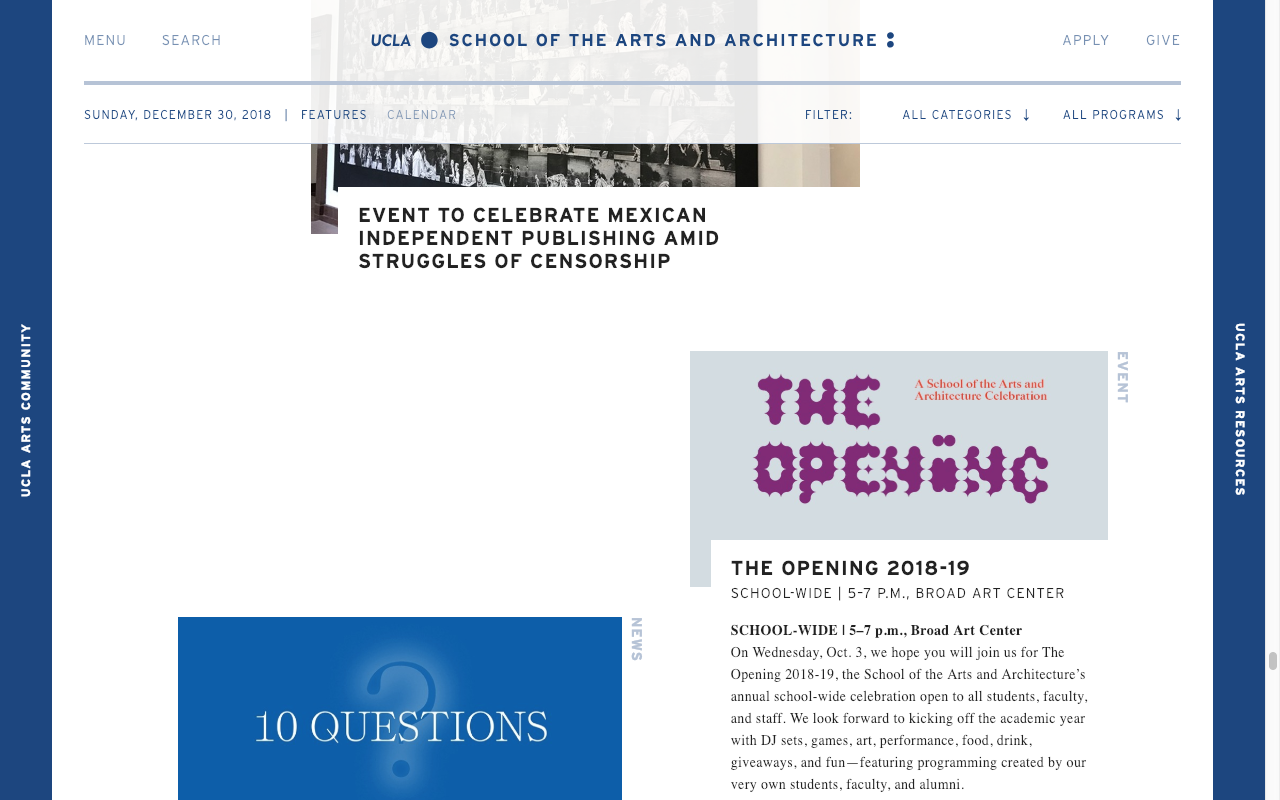 MENU SEARCH UCLA SCHOOL OF THE ARTS AND ARCHITECTURE APPLY GIVE
SUNDAY, DECEMBER 30, 2018 | FEATURES CALENDAR FILTER: ALL CATEGORIES ↓ ALL PROGRAMS ↓
EVENT TO CELEBRATE MEXICAN
INDEPENDENT PUBLISHING AMID
STRUGGLES OF CENSORSHIP
UCLA ARTS COMMUNITY
UCLA ARTS RESOURCES
EVENT
THE
OPENING
A School of the Arts and
Architecture Celebration
THE OPENING 2018-19
SCHOOL-WIDE | 5-7 P.M., BROAD ART CENTER
SCHOOL-WIDE | 5–7 p.m., Broad Art Center
On Wednesday, Oct. 3, we hope you will join us for The
Opening 2018-19, the School of the Arts and Architecture’s
annual school-wide celebration open to all students, faculty,
and staff. We look forward to kicking off the academic year
with DJ sets, games, art, performance, food, drink,
giveaways, and fun—featuring programming created by our
very own students, faculty, and alumni.
NEWS
?
10 QUESTIONS